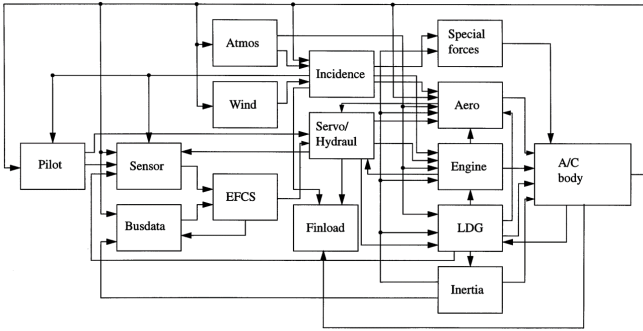 Atmos
Special
forces
Incidence
Wind
Aero
Servo/
Hydraul
Pilot
Sensor
Engine
A/C
body
EFCS
Busdata
Finload
LDG
Inertia